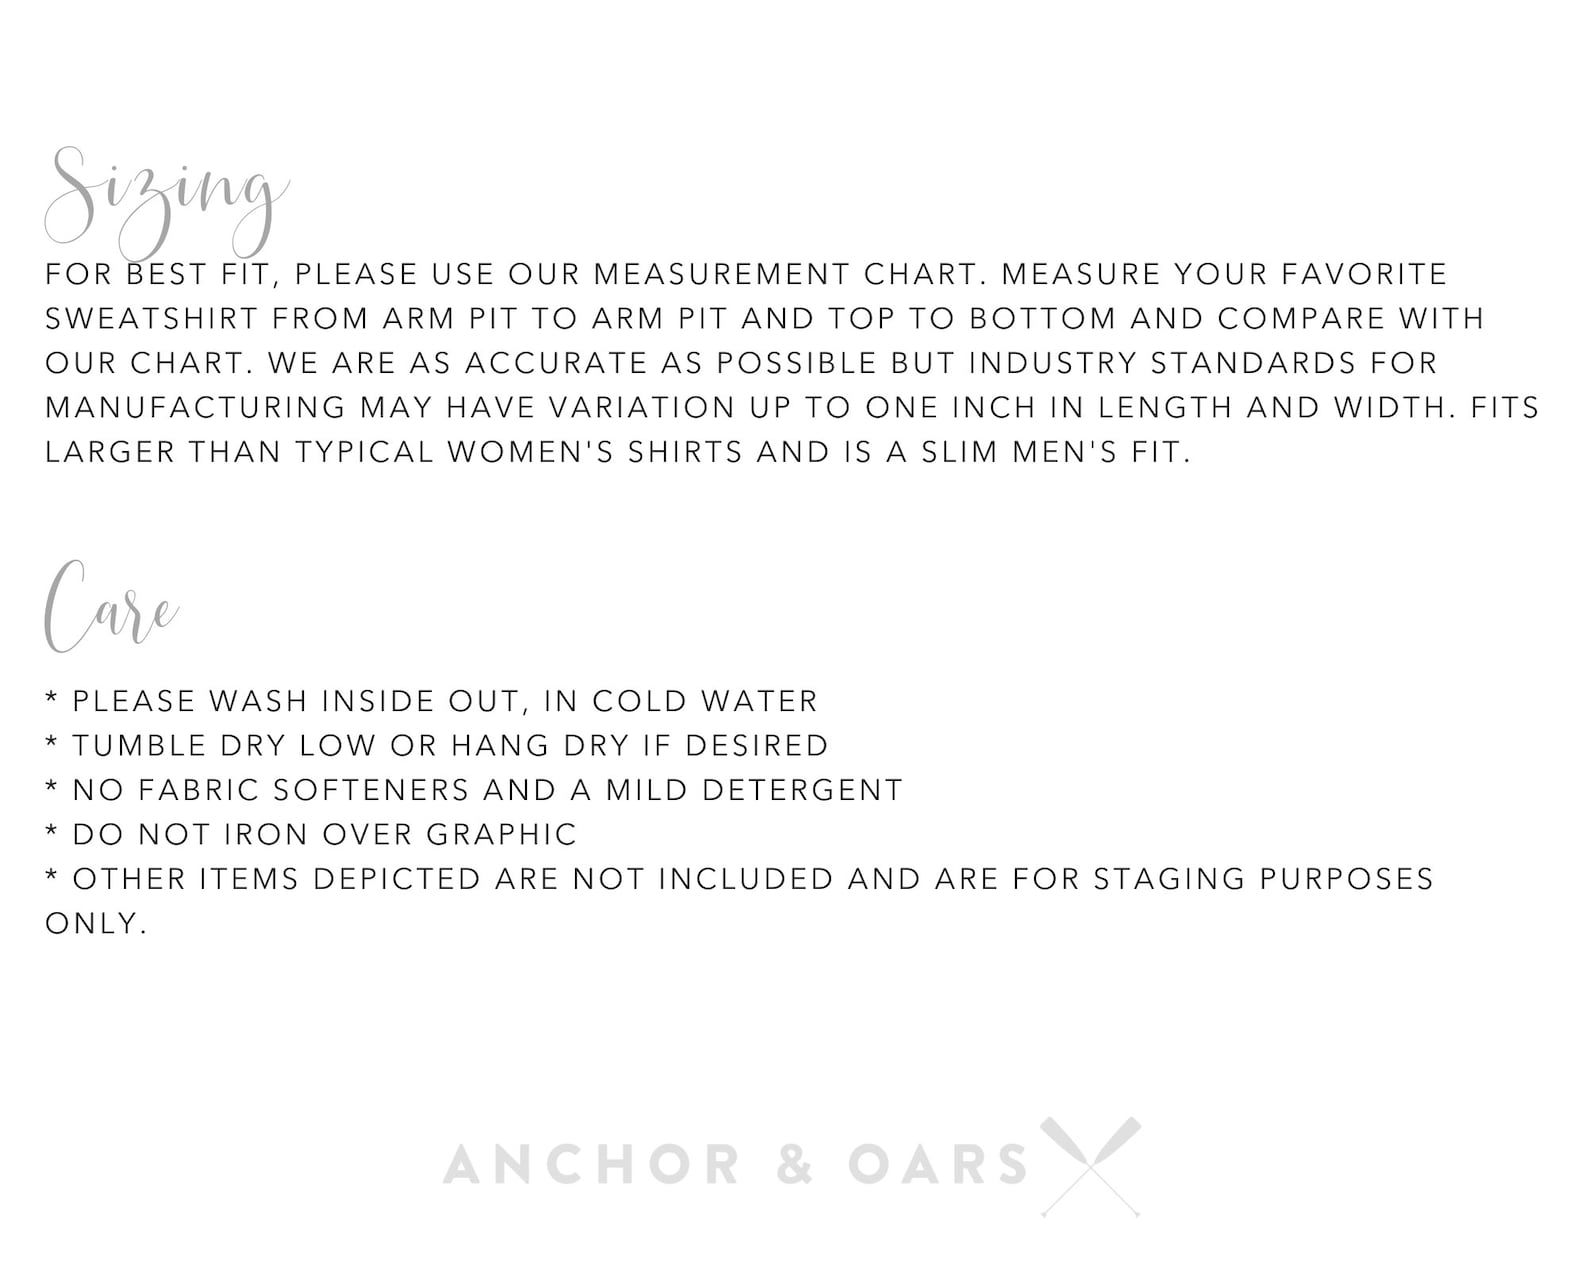 Sizing
FOR BEST FIT, PLEASE USE OUR MEASUREMENT CHART. MEASURE YOUR FAVORITE
SWEATSHIRT FROM ARM PIT TO ARM PIT AND TOP TO BOTTOM AND COMPARE WITH
OUR CHART. WE ARE AS ACCURATE AS POSSIBLE BUT INDUSTRY STANDARDS FOR
MANUFACTURING MAY HAVE VARIATION UP TO ONE INCH IN LENGTH AND WIDTH. FITS
LARGER THAN TYPICAL WOMEN'S SHIRTS AND IS A SLIM MEN'S FIT.
Care
* PLEASE WASH INSIDE OUT, IN COLD WATER
* TUMBLE DRY LOW OR HANG DRY IF DESIRED
* NO FABRIC SOFTENERS AND A MILD DETERGENT
* DO NOT IRON OVER GRAPHIC
* OTHER ITEMS DEPICTED ARE NOT INCLUDED AND ARE FOR STAGING PURPOSES
ONLY.
ANCHOR & OARS